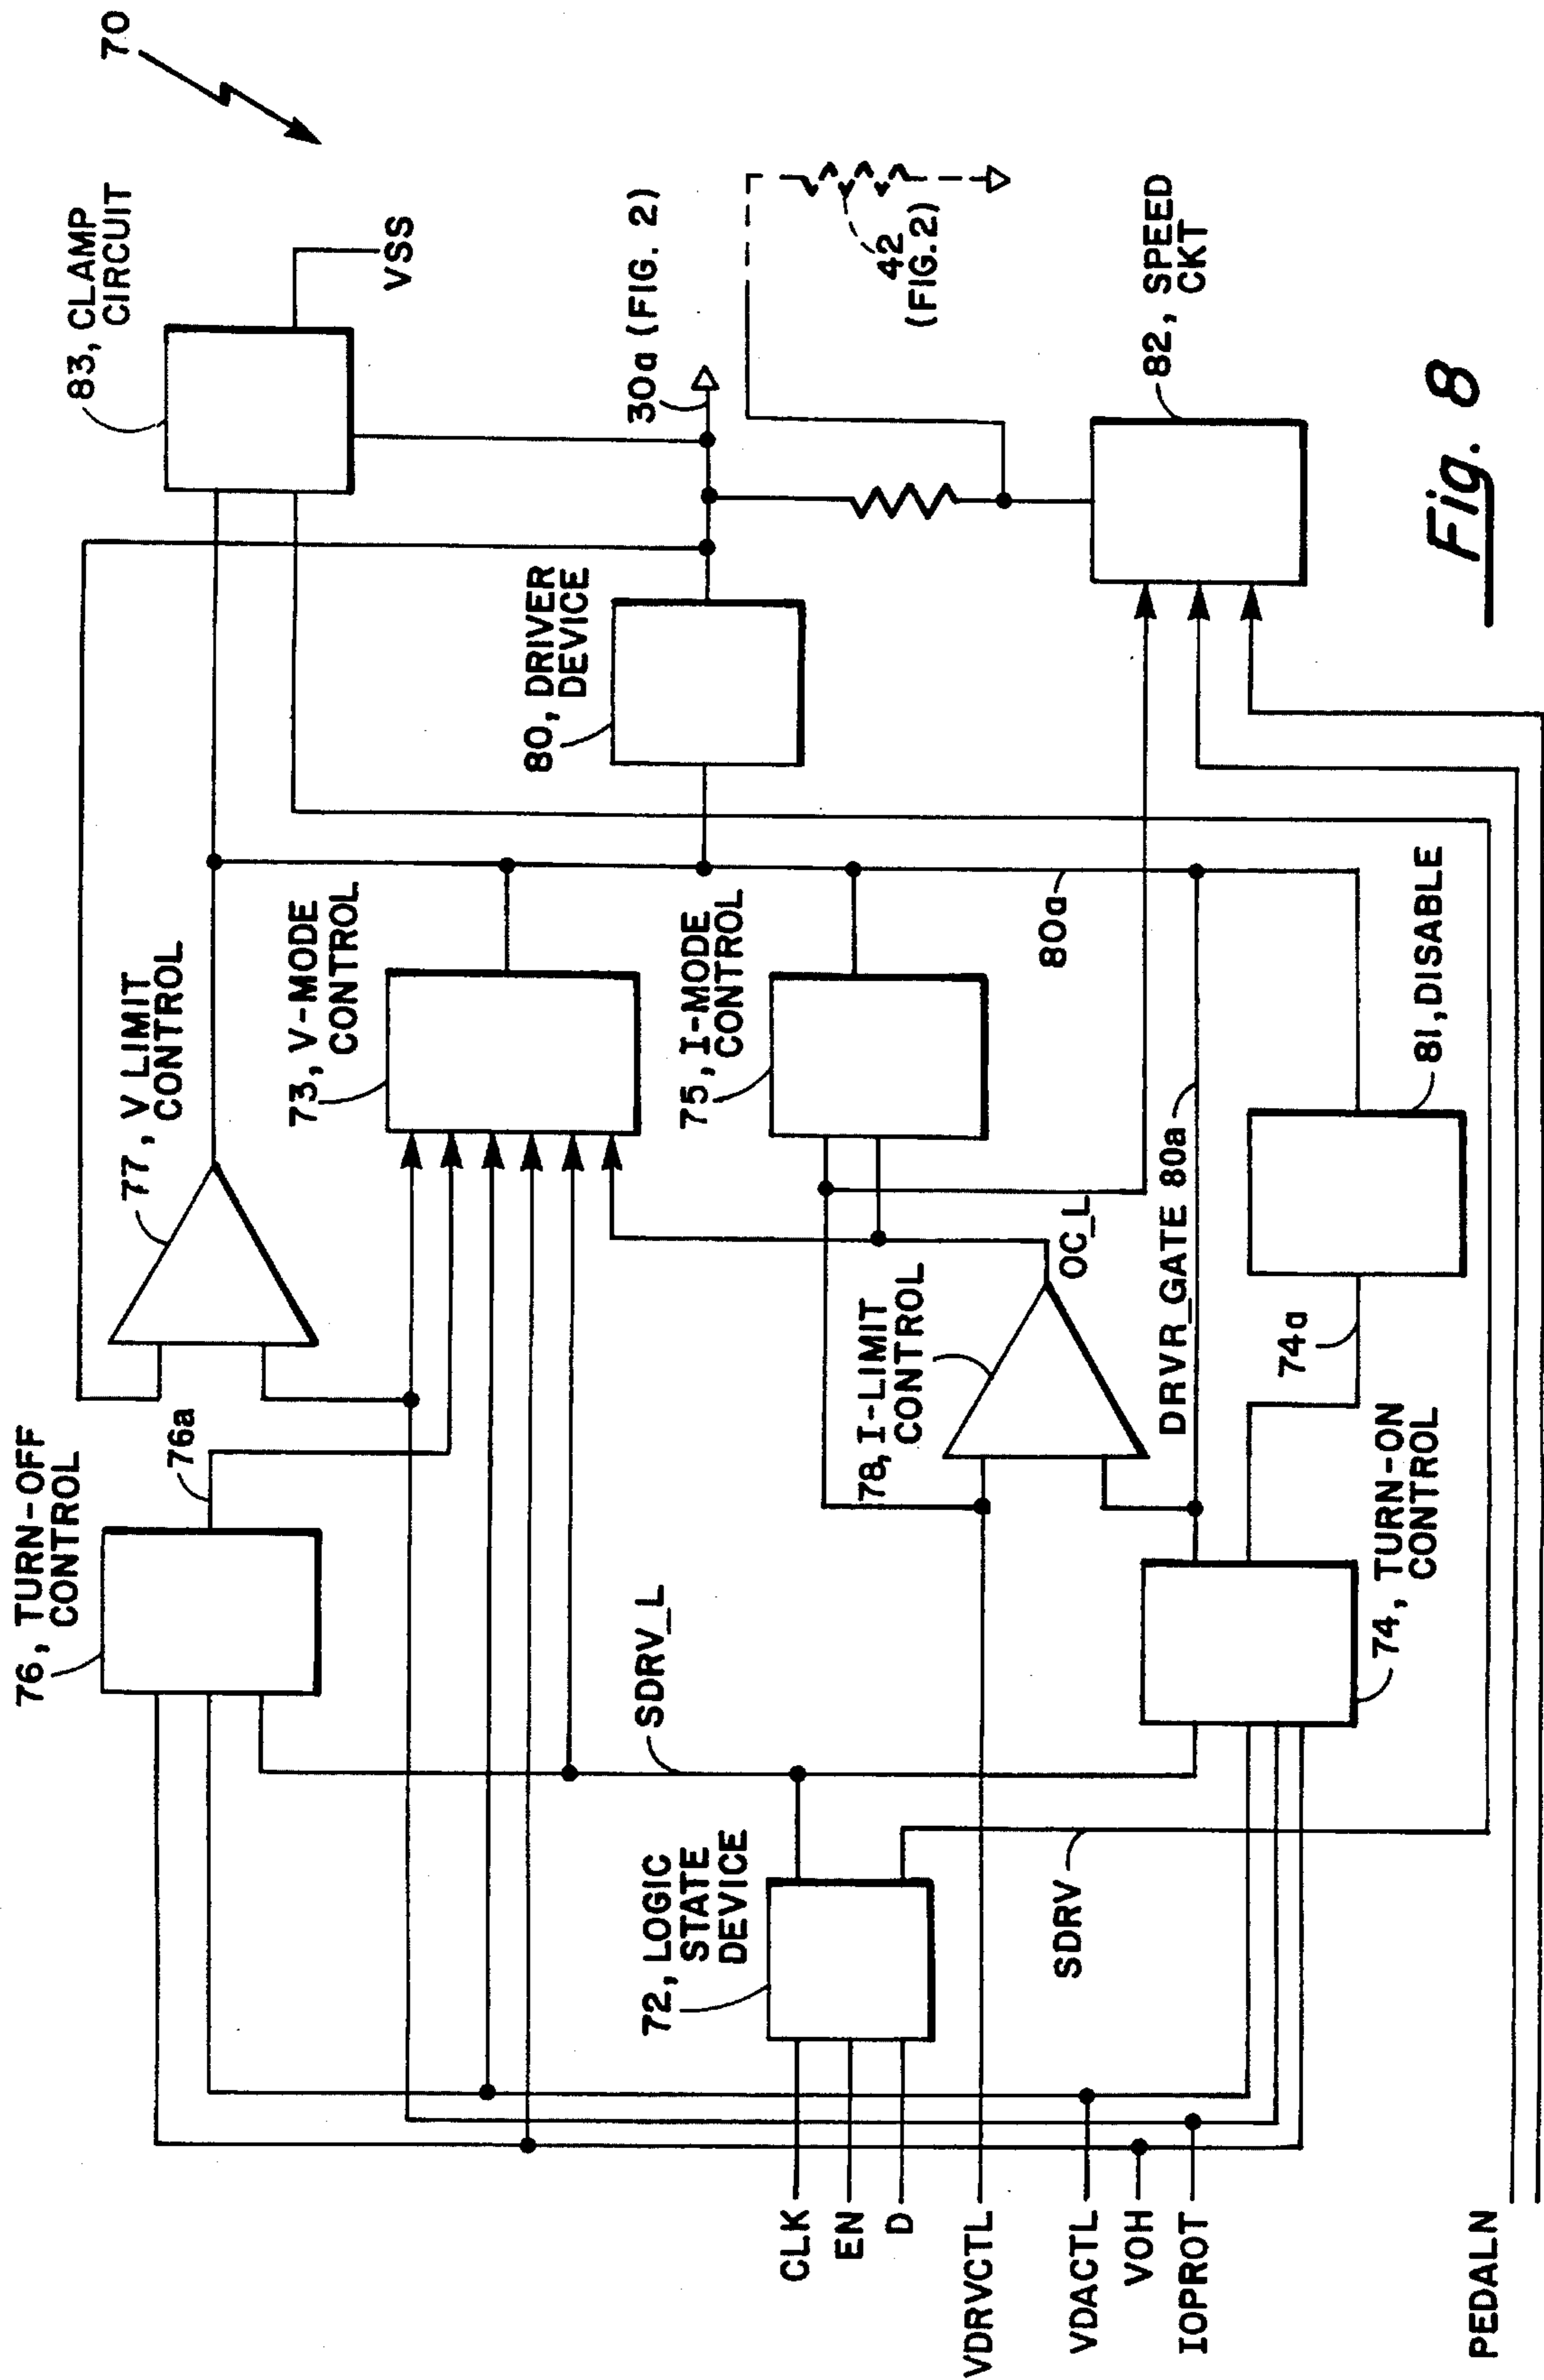 70
83, CLAMP
CIRCUIT
VSS
76, TURN-OFF
CONTROL
76a
77, V LIMIT
CONTROL
73, V-MODE
CONTROL
80, DRIVER
DEVICE
30a (FIG. 2)
42
(FIG.2)
SDRV_L
75, I-MODE
CONTROL
72, LOGIC
STATE
DEVICE
78, I-LIMIT
CONTROL
OC_L
80a
82, SPEED
CKT
SDRV
DRVR_GATE 80a
74a
74, TURN-ON
CONTROL
81, DISABLE
CLK
EN
D
VDRVCTL
VDACTL
VOH
IOPROT
PEDALN
Fig. 8